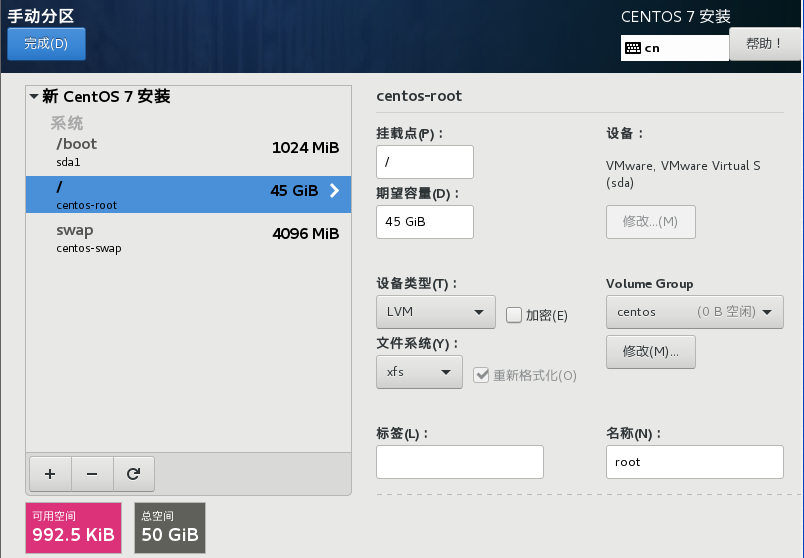 手动分区
完成(D)
CENTOS 7 安装
cn
帮助！
新 CentOS 7 安装
系统
/boot
1024 MiB
sda1
/
45 GiB
centos-root
swap
4096 MiB
centos-swap
可用空间
992.5 KiB
总空间
50 GiB
centos-root
挂载点(P)：
/
期望容量(D)：
45 GiB
设备：
VMware, VMware Virtual S
(sda)
修改...(M)
设备类型(T)：
LVM
加密(E)
文件系统(Y)：
xfs
重新格式化(O)
Volume Group
centos (0 B 空闲)
修改(M)...
标签(L)：
名称(N)：
root